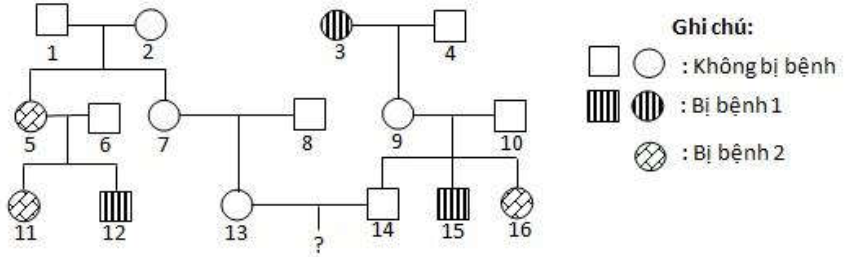 1 2 3 4
Ghi chú:
: Không bị bệnh
: Bị bệnh 1
: Bị bệnh 2
5 6 7 8 9 10
11 12 13 ? 14 15 16